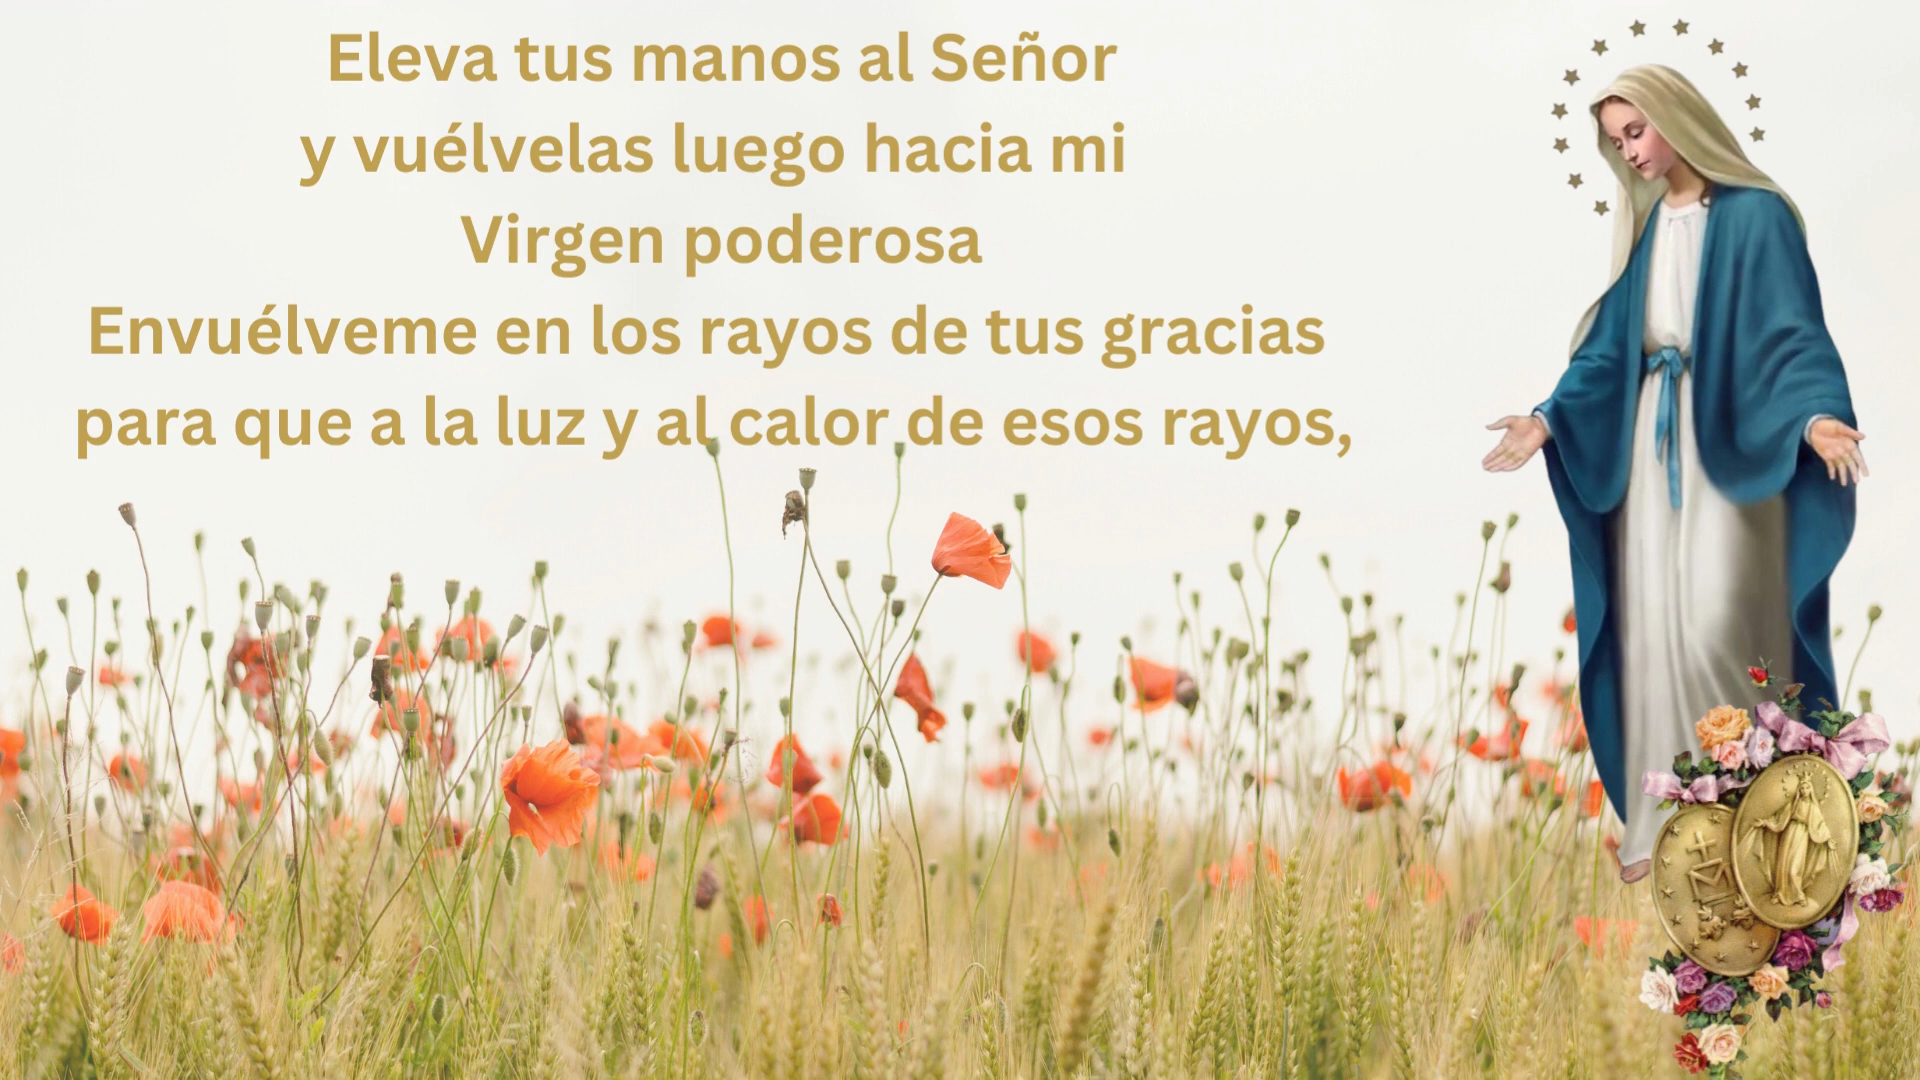 Eleva tus manos al Señor
y vuélvelas luego hacia mi
Virgen poderosa
Envuélveme en los rayos de tus gracias
para que a la luz y al calor de esos rayos,